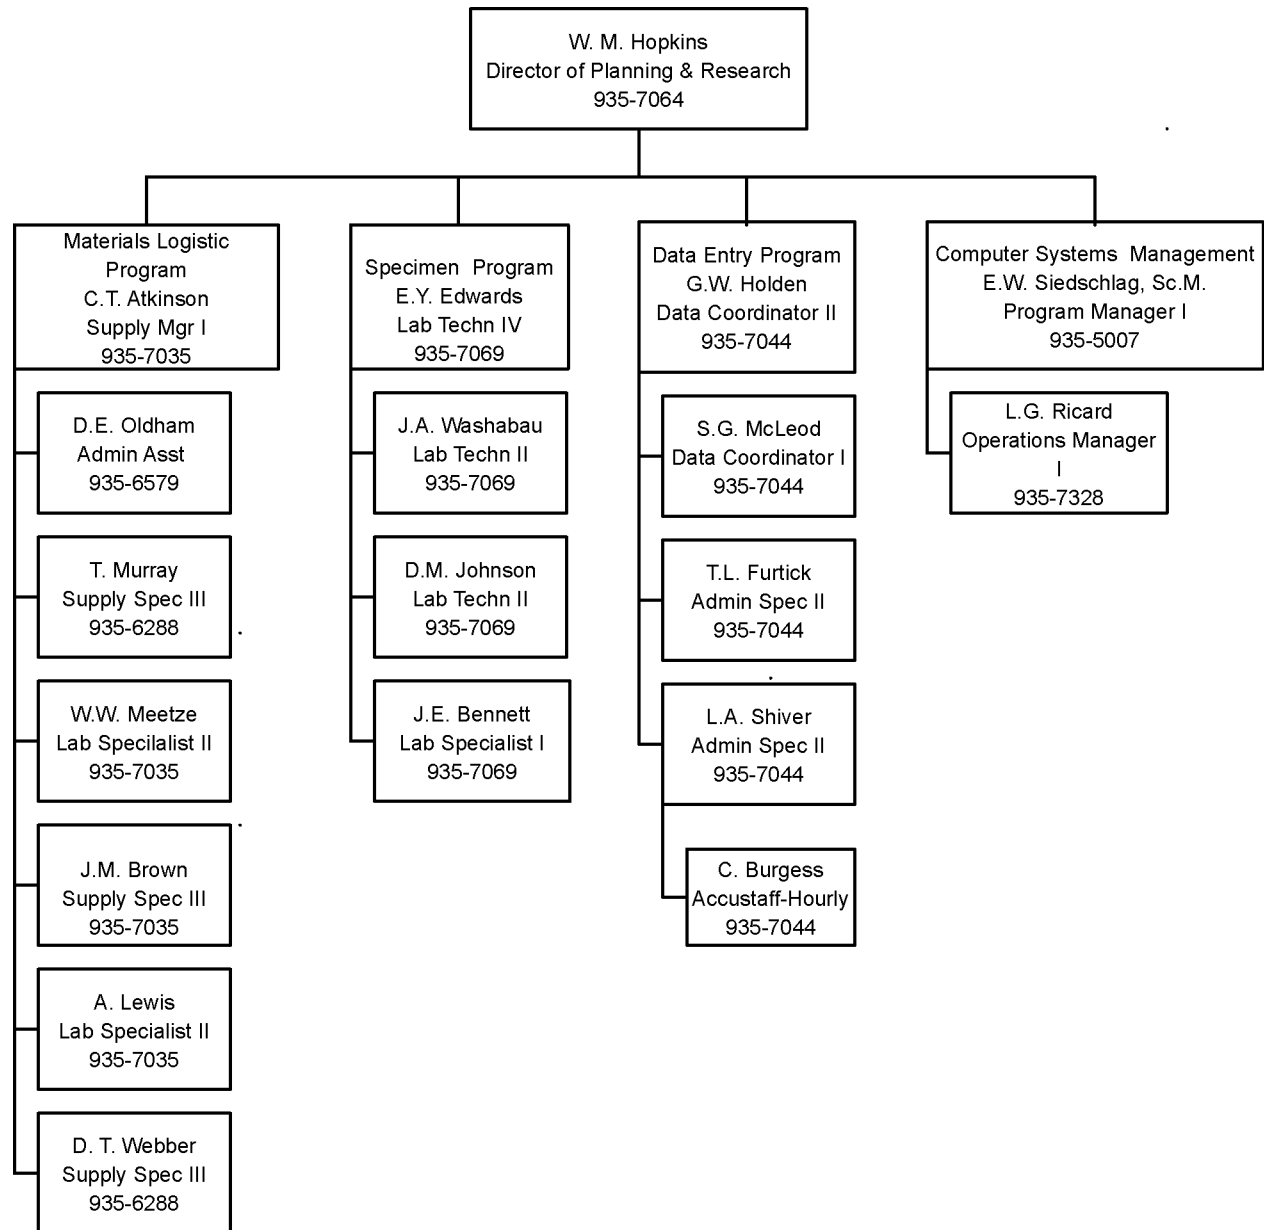 W. M. Hopkins
Director of Planning & Research
935-7064
Materials Logistic
Program
C.T. Atkinson
Supply Mgr I
935-7035
D.E. Oldham
Admin Asst
935-6579
T. Murray
Supply Spec III
935-6288
W.W. Meetze
Lab Specilalist II
935-7035
J.M. Brown
Supply Spec III
935-7035
A. Lewis
Lab Specialist II
935-7035
D. T. Webber
Supply Spec III
935-6288
Specimen Program
E.Y. Edwards
Lab Techn IV
935-7069
J.A. Washabau
Lab Techn II
935-7069
D.M. Johnson
Lab Techn II
935-7069
J.E. Bennett
Lab Specialist I
935-7069
Data Entry Program
G.W. Holden
Data Coordinator II
935-7044
S.G. McLeod
Data Coordinator I
935-7044
T.L. Furtick
Admin Spec II
935-7044
L.A. Shiver
Admin Spec II
935-7044
C. Burgess
Accustaff-Hourly
935-7044
Computer Systems Management
E.W. Siedschlag, Sc.M.
Program Manager I
935-5007
L.G. Ricard
Operations Manager
I
935-7328